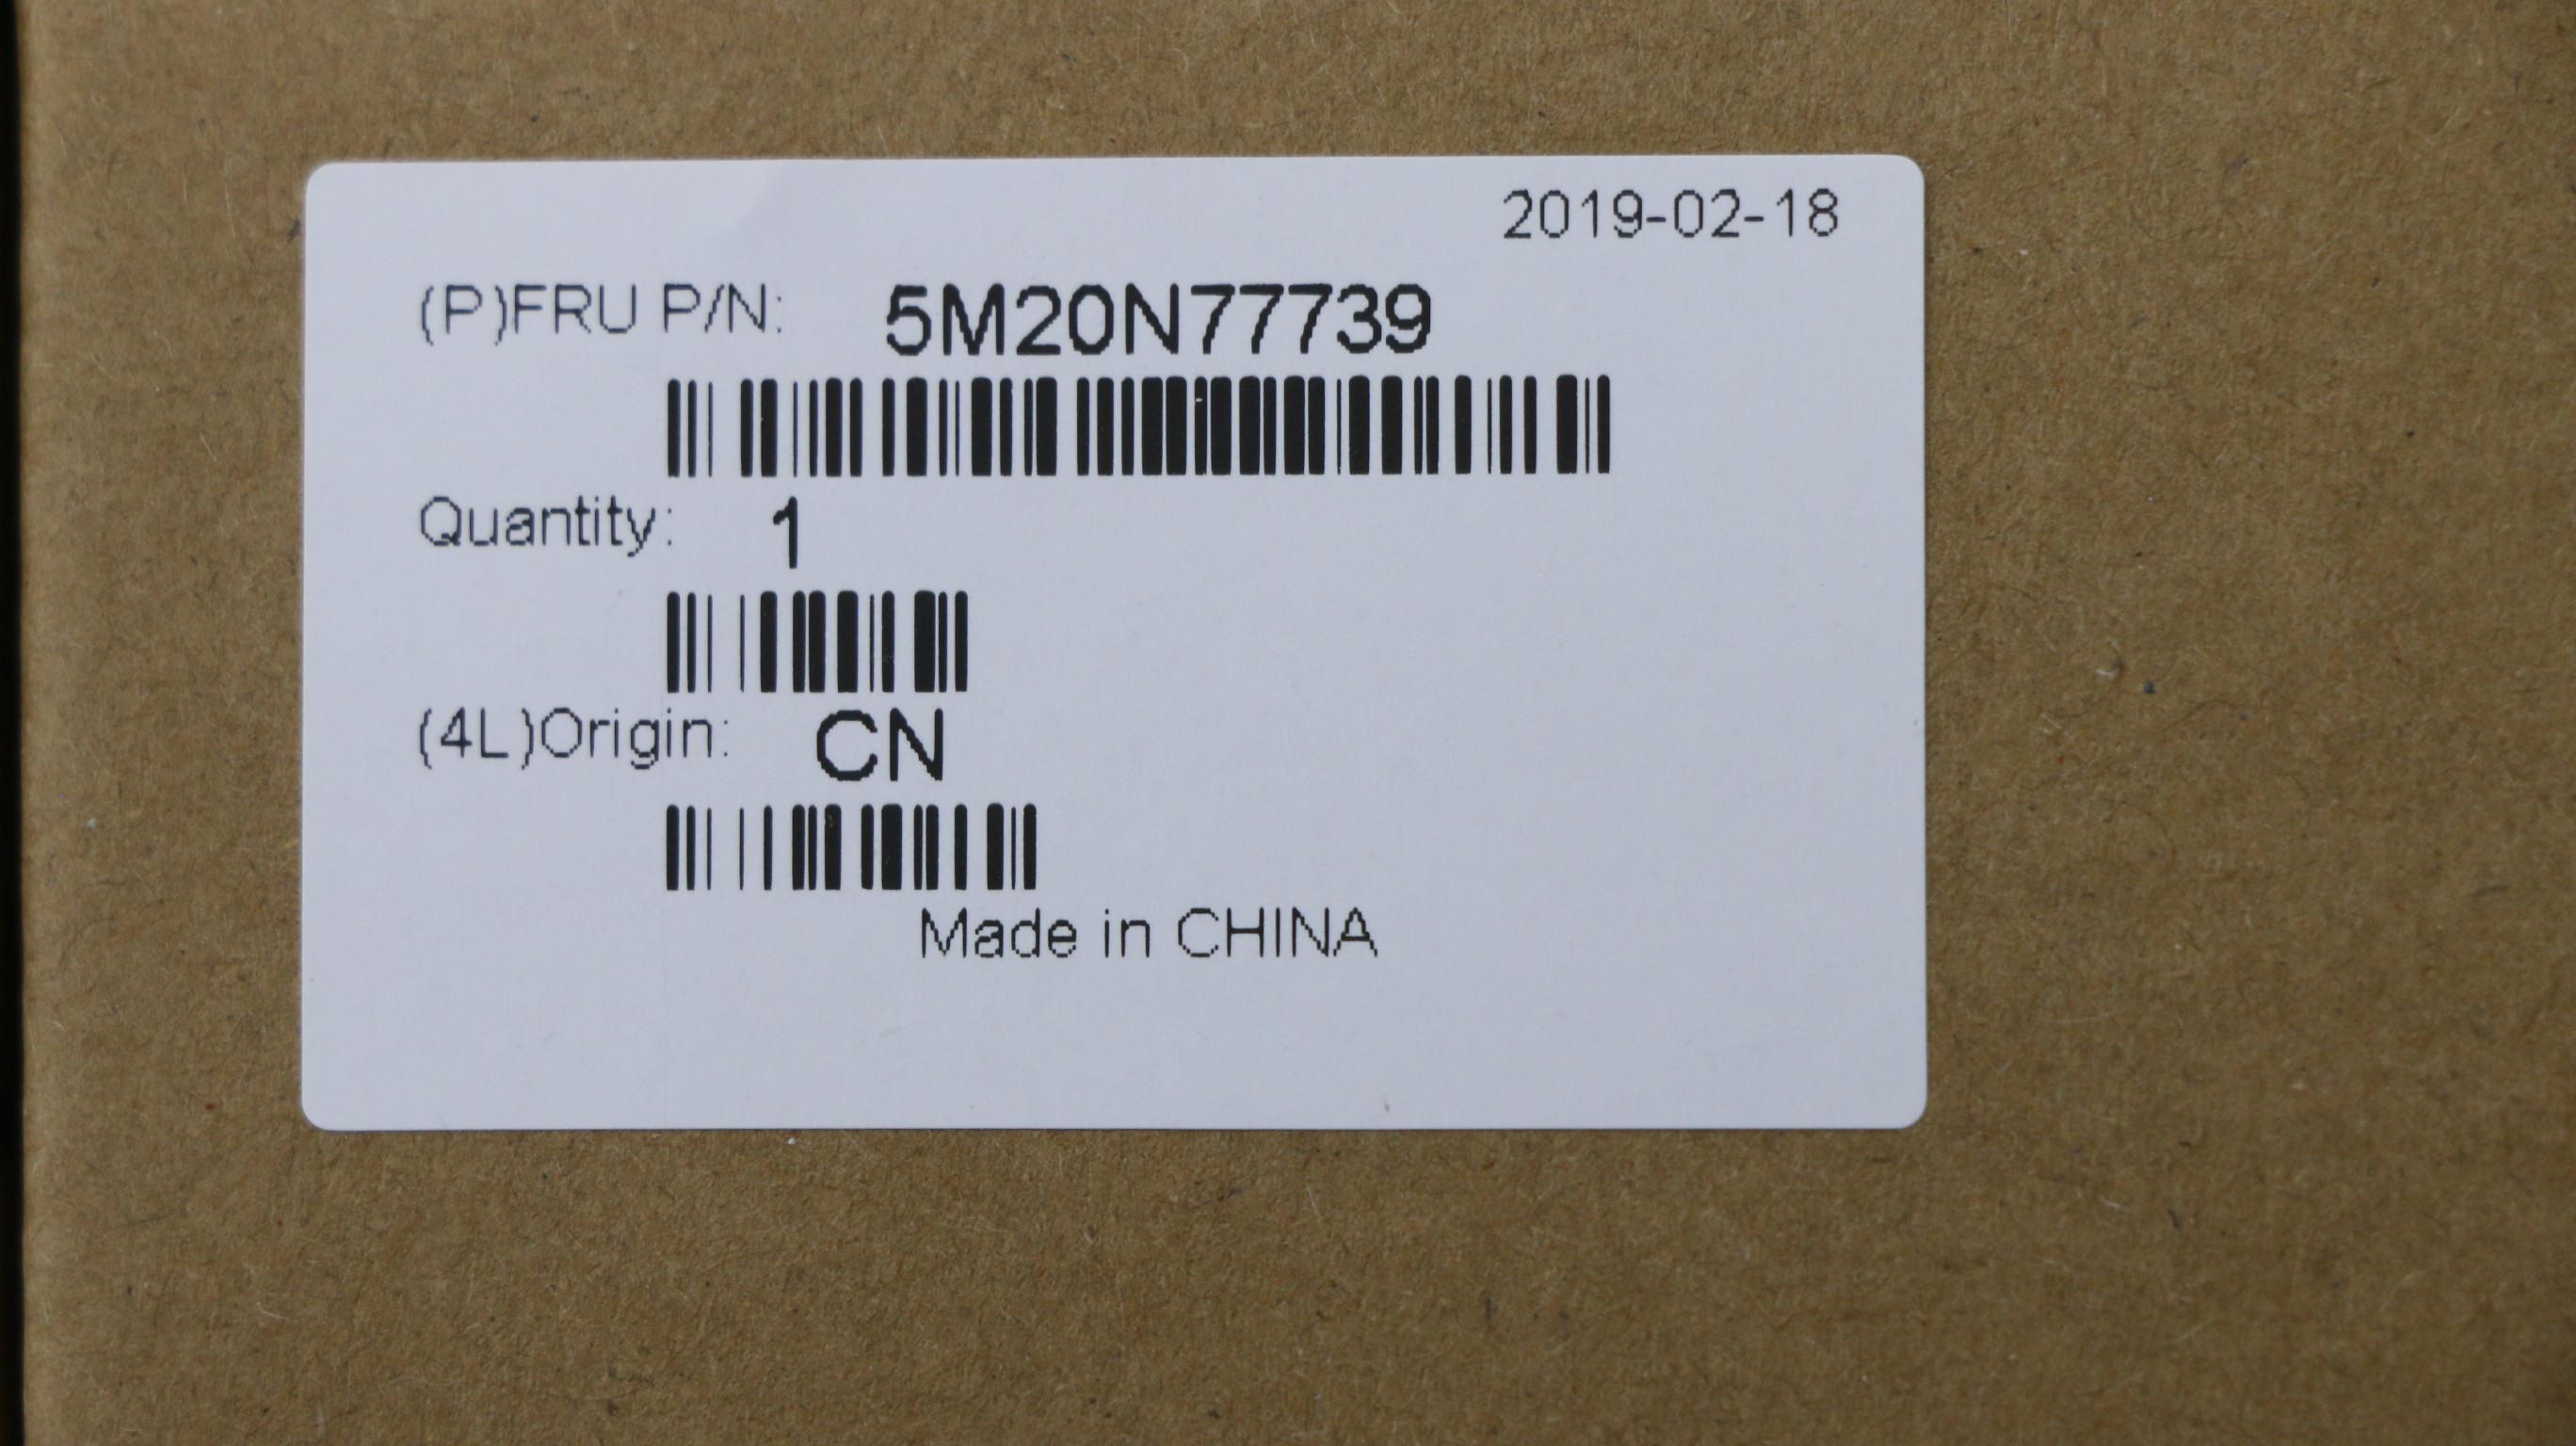 2019-02-18
(P)FRU P/N: 5M20N77739
Quantity: 1
(4L)Origin: CN
Made in CHINA